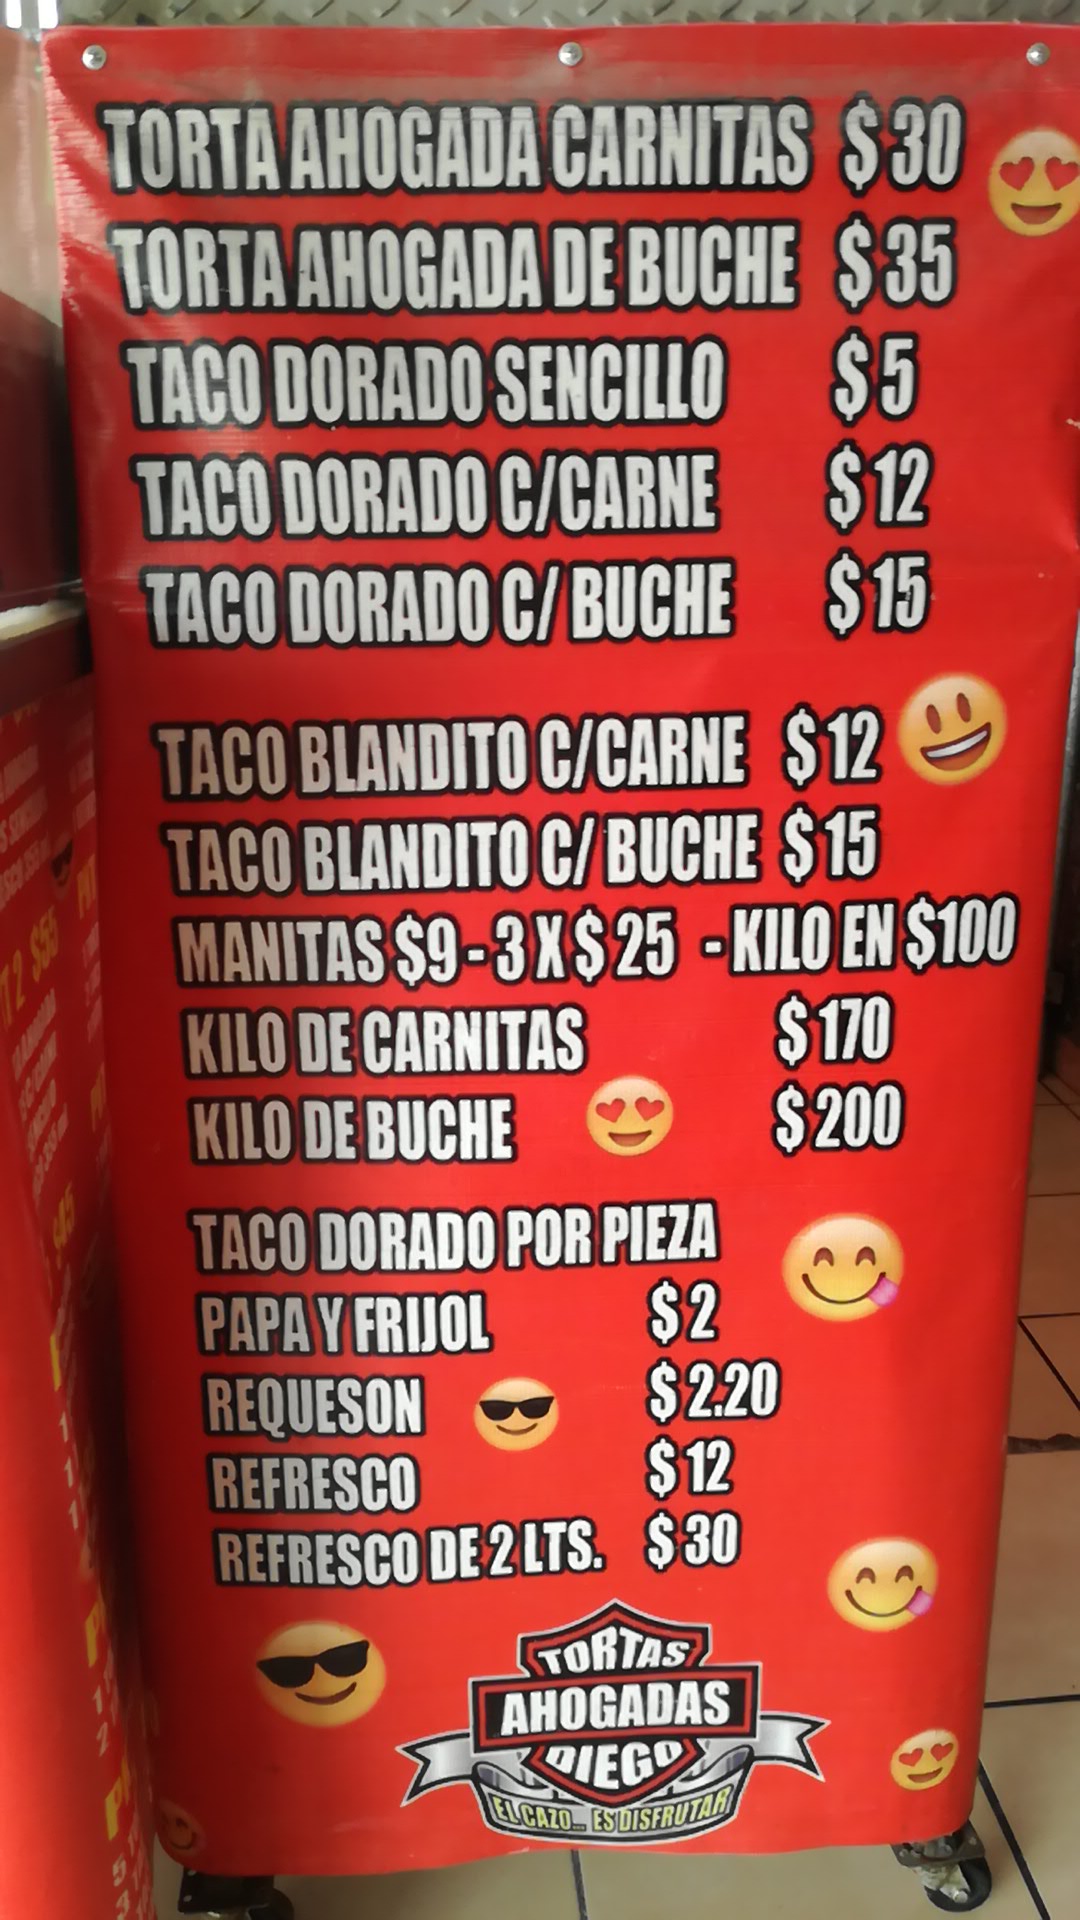 TORTA AHOGADA CARNITAS $30
TORTA AHOGADA DE BUCHE $35
TACO DORADO SENCILLO $5
TACO DORADO C/CARNE $12
TACO DORADO C/ BUCHE $15
TACO BLANDITO C/CARNE $12
TACO BLANDITO C/ BUCHE $15
MANITAS $9 - 3 X $25 - KILO EN $100
KILO DE CARNITAS $170
KILO DE BUCHE $200
TACO DORADO POR PIEZA
PAPA Y FRIJOL $2
REQUESON $2.20
REFRESCO $12
REFRESCO DE 2 LTS. $30
TORTAS
AHOGADAS
DIEGO
EL CAZO... ES DISFRUTAR